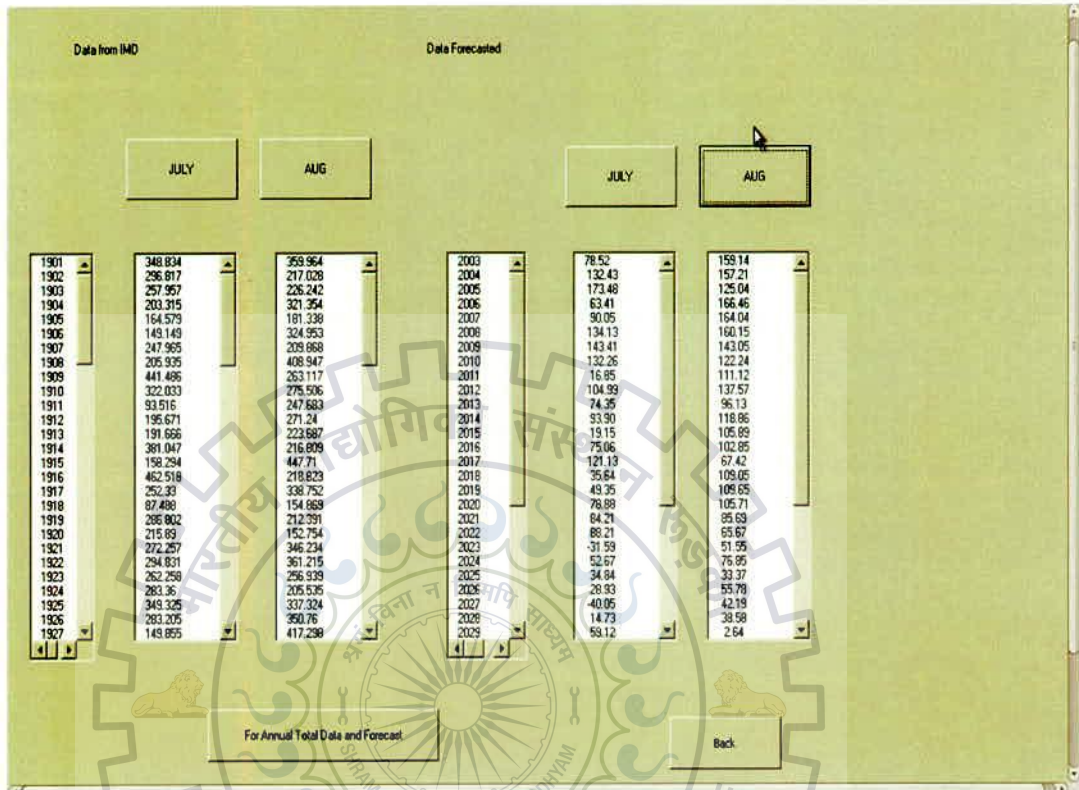 Data from IMD Data Forecasted
JULY AUG JULY AUG
1901 348.834 359.964 2003 78.52 159.14
1902 296.817 217.028 2004 132.43 157.21
1903 257.957 226.242 2005 173.48 125.04
1904 203.315 321.354 2006 63.41 166.46
1905 164.579 181.338 2007 90.05 164.04
1906 149.149 324.953 2008 134.13 160.15
1907 247.965 209.868 2009 143.41 143.05
1908 205.935 408.947 2010 132.26 122.24
1909 441.486 263.117 2011 16.85 111.12
1910 322.033 275.506 2012 104.99 137.57
1911 93.516 247.683 2013 74.35 96.13
1912 195.671 271.24 2014 93.90 118.86
1913 191.666 223.687 2015 19.15 105.89
1914 381.047 216.809 2016 75.06 102.85
1915 158.294 447.71 2017 121.13 67.42
1916 462.518 218.823 2018 35.64 109.05
1917 252.33 338.752 2019 49.35 109.65
1918 87.488 154.869 2020 78.88 105.71
1919 212.391 2021 84.21 85.69
1920 215.89 152.754 2022 88.21 65.67
1921 272.257 346.234 2023 -31.59 51.55
1922 294.831 361.215 2024 52.67 76.85
1923 262.258 256.939 2025 34.84 33.37
1924 283.36 205.535 2026 28.93 55.78
1925 349.325 337.324 2027 -40.05 42.19
1926 283.205 350.76 2028 14.73 38.58
1927 149.855 417.298 2029 59.12 2.64
For Annual Total Data and Forecast Back